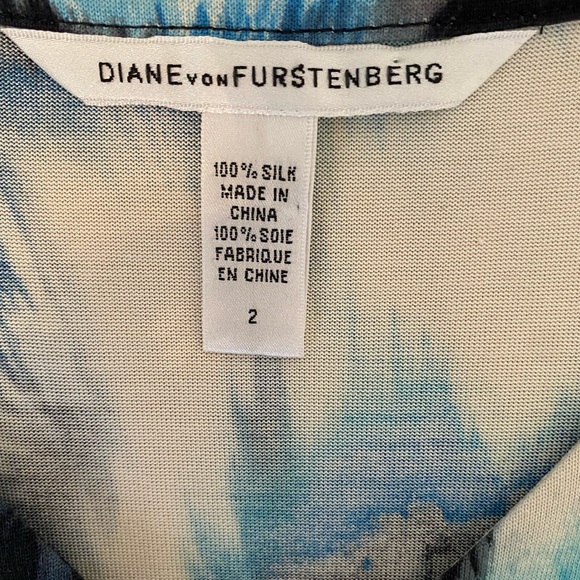 DIANE VON FURSTENBERG
100% SILK
MADE IN
CHINA
100% SOIE
FABRIQUE
EN CHINE
2